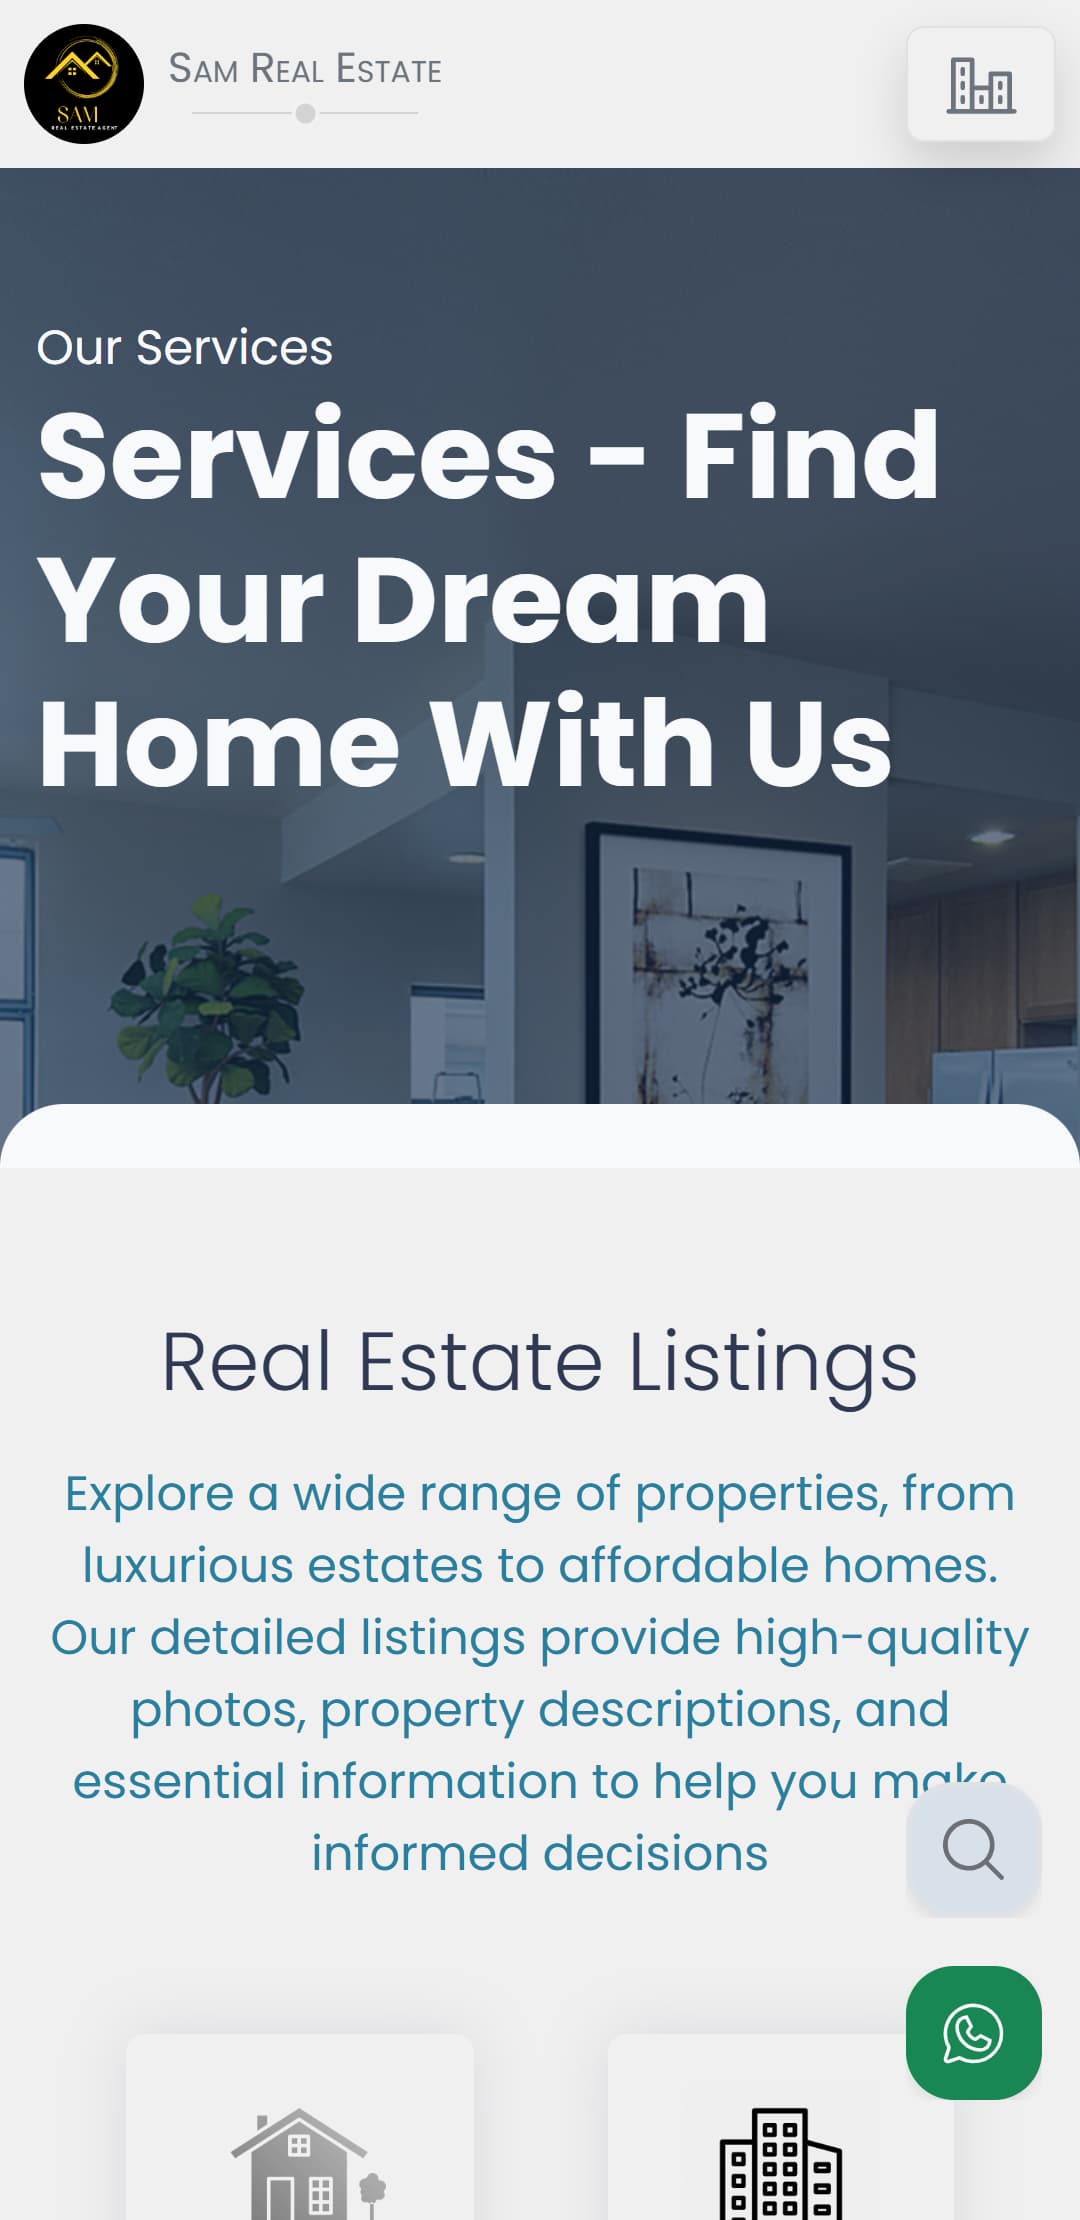 SAM
REAL ESTATE AGENT
Sam Real Estate
Our Services
Services - Find
Your Dream
Home With Us
Real Estate Listings
Explore a wide range of properties, from
luxurious estates to affordable homes.
Our detailed listings provide high-quality
photos, property descriptions, and
essential information to help you make
informed decisions